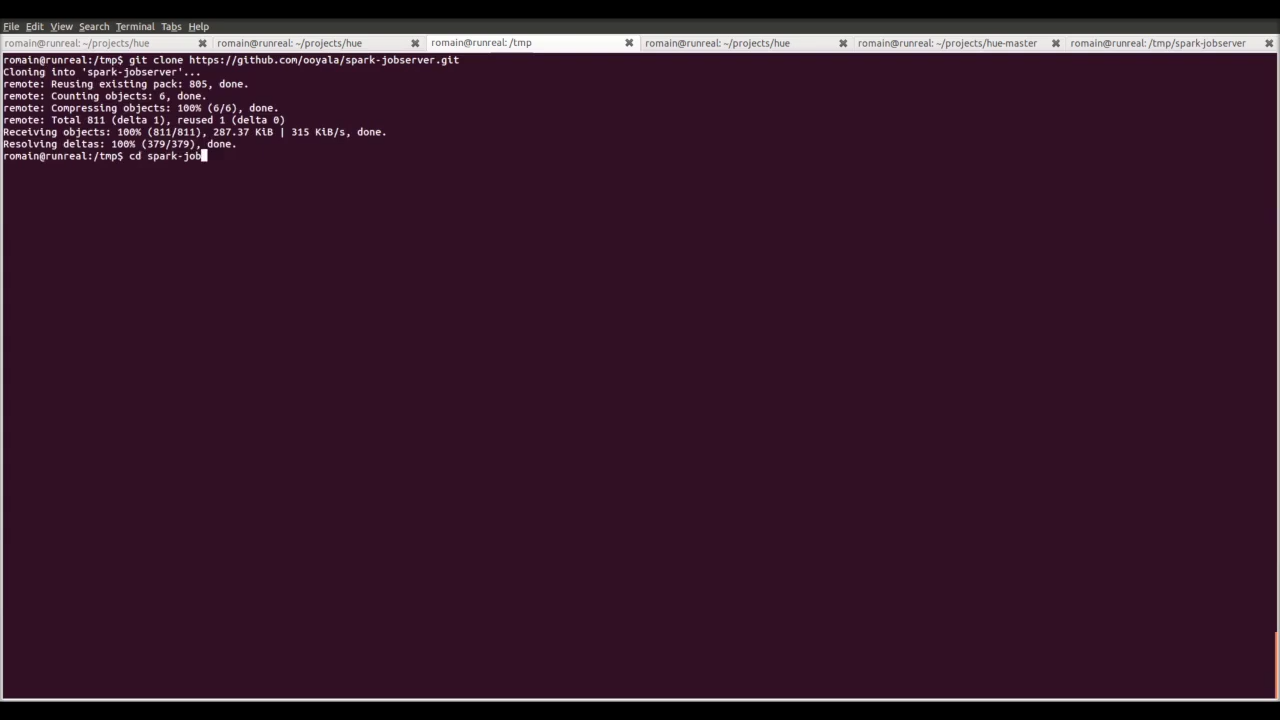 File Edit View Search Terminal Tabs Help
romain@runreal: ~/projects/hue ✖ romain@runreal: ~/projects/hue ✖ romain@runreal: /tmp ✖ romain@runreal: ~/projects/hue ✖ romain@runreal: ~/projects/hue-master ✖ romain@runreal: /tmp/spark-jobserver ✖
romain@runreal:/tmp$ git clone https://github.com/ooyala/spark-jobserver.git
Cloning into 'spark-jobserver'...
remote: Reusing existing pack: 805, done.
remote: Counting objects: 6, done.
remote: Compressing objects: 100% (6/6), done.
remote: Total 811 (delta 1), reused 1 (delta 0)
Receiving objects: 100% (811/811), 287.37 KiB | 315 KiB/s, done.
Resolving deltas: 100% (379/379), done.
romain@runreal:/tmp$ cd spark-job